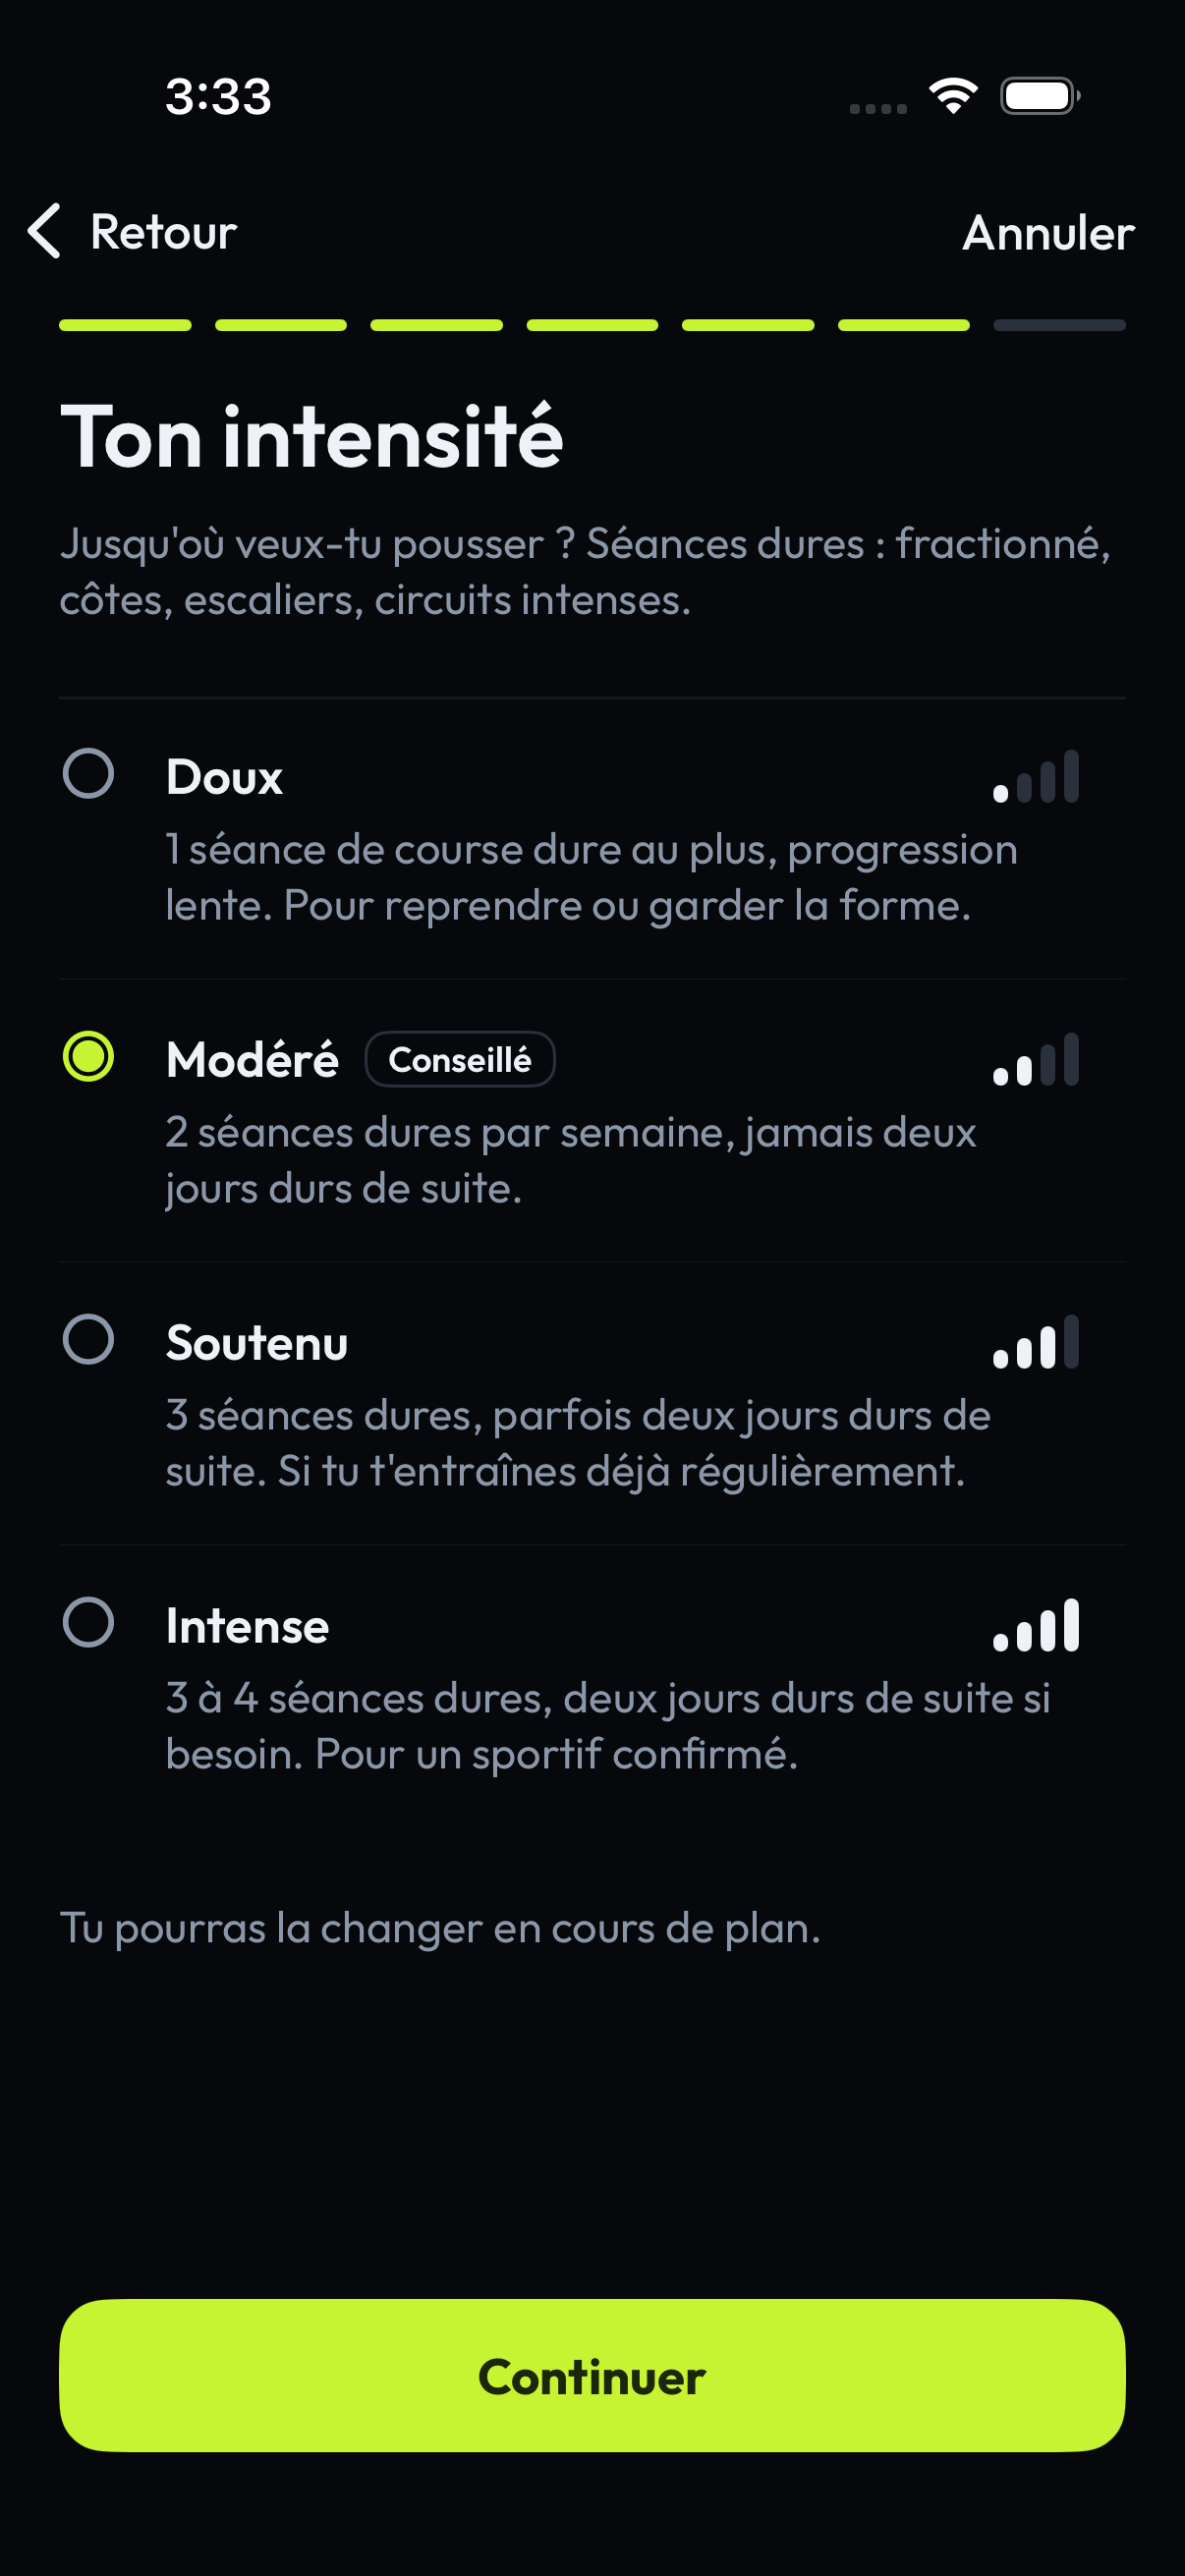 3:33
Retour
Annuler
Ton intensité
Jusqu'où veux-tu pousser ? Séances dures : fractionné,
côtes, escaliers, circuits intenses.
Doux
1 séance de course dure au plus, progression
lente. Pour reprendre ou garder la forme.
Modéré
Conseillé
2 séances dures par semaine, jamais deux
jours durs de suite.
Soutenu
3 séances dures, parfois deux jours durs de
suite. Si tu t'entraînes déjà régulièrement.
Intense
3 à 4 séances dures, deux jours durs de suite si
besoin. Pour un sportif confirmé.
Tu pourras la changer en cours de plan.
Continuer